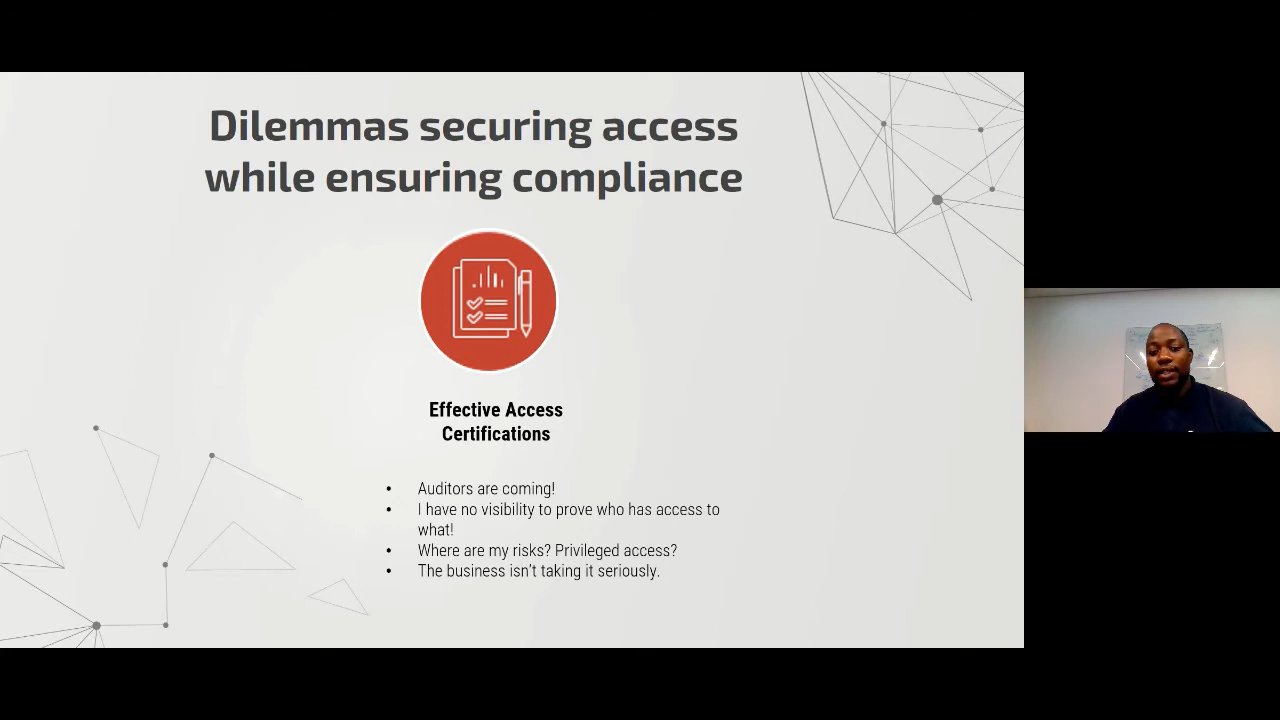 Dilemmas securing access
while ensuring compliance
Effective Access
Certifications
• Auditors are coming!
• I have no visibility to prove who has access to
what!
• Where are my risks? Privileged access?
• The business isn't taking it seriously.